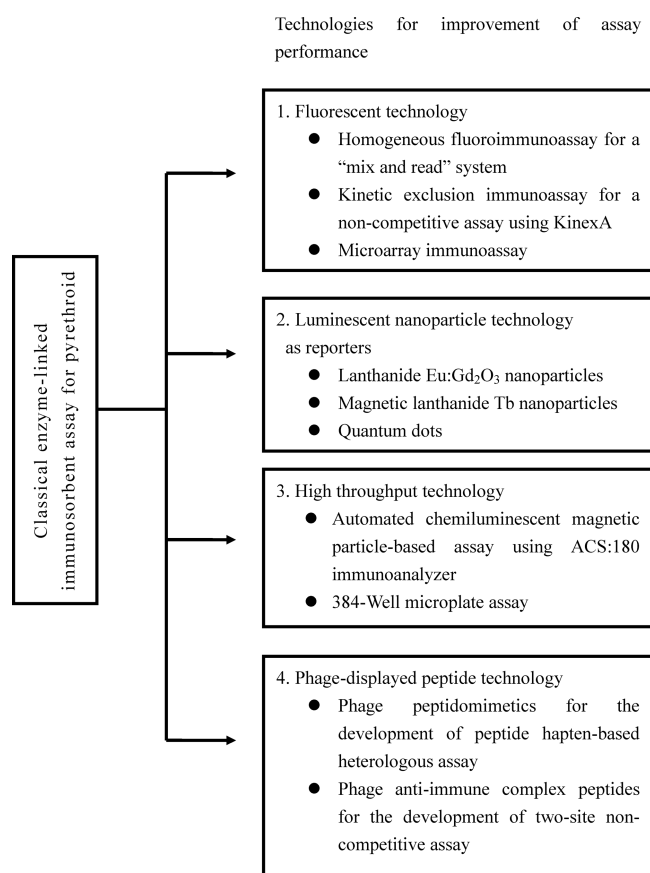 Technologies for improvement of assay
performance
Classical enzyme-linked
immunosorbent assay for pyrethroid
1. Fluorescent technology
● Homogeneous fluoroimmunoassay for a
“mix and read” system
● Kinetic exclusion immunoassay for a
non-competitive assay using KinexA
● Microarray immunoassay
2. Luminescent nanoparticle technology
as reporters
● Lanthanide Eu:Gd₂O₃ nanoparticles
● Magnetic lanthanide Tb nanoparticles
● Quantum dots
3. High throughput technology
● Automated chemiluminescent magnetic
particle-based assay using ACS:180
immunoanalyzer
● 384-Well microplate assay
4. Phage-displayed peptide technology
● Phage peptidomimetics for the
development of peptide hapten-based
heterologous assay
● Phage anti-immune complex peptides
for the development of two-site non-
competitive assay